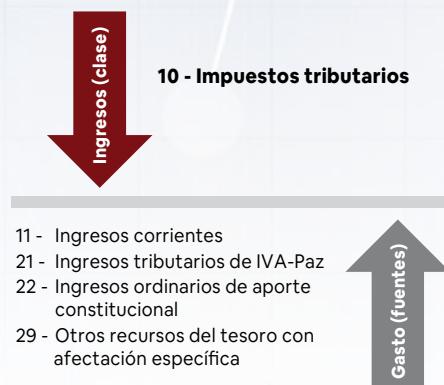 Ingresos (clase)
10 - Impuestos tributarios
11 - Ingresos corrientes
21 - Ingresos tributarios de IVA-Paz
22 - Ingresos ordinarios de aporte
constitucional
29 - Otros recursos del tesoro con
afectación específica
Gasto (fuentes)